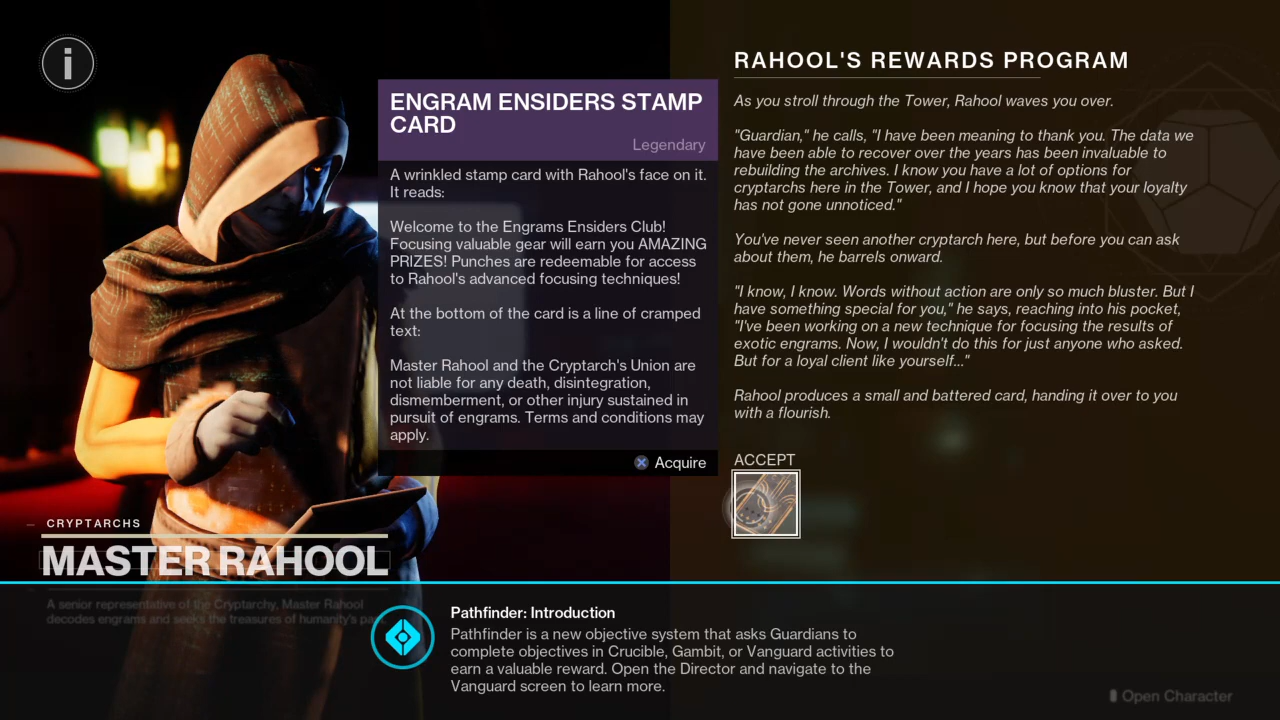 RAHOOL'S REWARDS PROGRAM
As you stroll through the Tower, Rahool waves you over.
"Guardian," he calls, "I have been meaning to thank you. The data we
have been able to recover over the years has been invaluable to
rebuilding the archives. I know you have a lot of options for
cryptarchs here in the Tower, and I hope you know that your loyalty
has not gone unnoticed."
You've never seen another cryptarch here, but before you can ask
about them, he barrels onward.
"I know, I know. Words without action are only so much bluster. But I
have something special for you," he says, reaching into his pocket,
"I've been working on a new technique for focusing the results of
exotic engrams. Now, I wouldn't do this for just anyone who asked.
But for a loyal client like yourself..."
Rahool produces a small and battered card, handing it over to you
with a flourish.
ACCEPT
ENGRAM ENSIDERS STAMP
CARD
Legendary
A wrinkled stamp card with Rahool's face on it.
It reads:
Welcome to the Engrams Ensiders Club!
Focusing valuable gear will earn you AMAZING
PRIZES! Punches are redeemable for access
to Rahool's advanced focusing techniques!
At the bottom of the card is a line of cramped
text:
Master Rahool and the Cryptarch's Union are
not liable for any death, disintegration,
dismemberment, or other injury sustained in
pursuit of engrams. Terms and conditions may
apply.
Acquire
CRYPTARCHS
MASTER RAHOOL
A senior representative of the Cryptarchy, Master Rahool
decodes engrams and seeks the treasures of humanity's
Pathfinder: Introduction
Pathfinder is a new objective system that asks Guardians to
complete objectives in Crucible, Gambit, or Vanguard activities to
earn a valuable reward. Open the Director and navigate to the
Vanguard screen to learn more.
Open Character